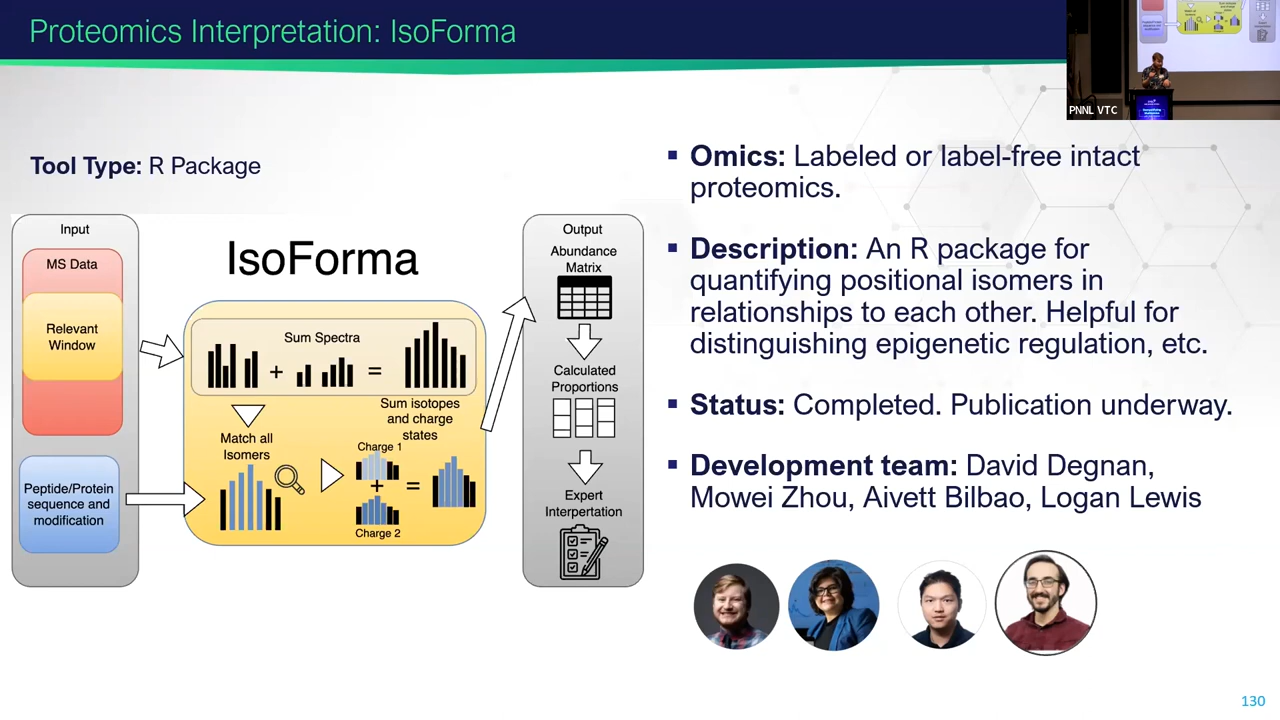 Proteomics Interpretation: IsoForma
PNNL VTC
Tool Type: R Package
Input
MS Data
Relevant
Window
Peptide/Protein
sequence and
modification
IsoForma
Sum Spectra
+
=
Sum isotopes
and charge
states
Match all
Isomers
Charge 1
+
=
Charge 2
Output
Abundance
Matrix
Calculated
Proportions
Expert
Interpertation
▪ Omics: Labeled or label-free intact
proteomics.
▪ Description: An R package for
quantifying positional isomers in
relationships to each other. Helpful for
distinguishing epigenetic regulation, etc.
▪ Status: Completed. Publication underway.
▪ Development team: David Degnan,
Mowei Zhou, Aivett Bilbao, Logan Lewis
130